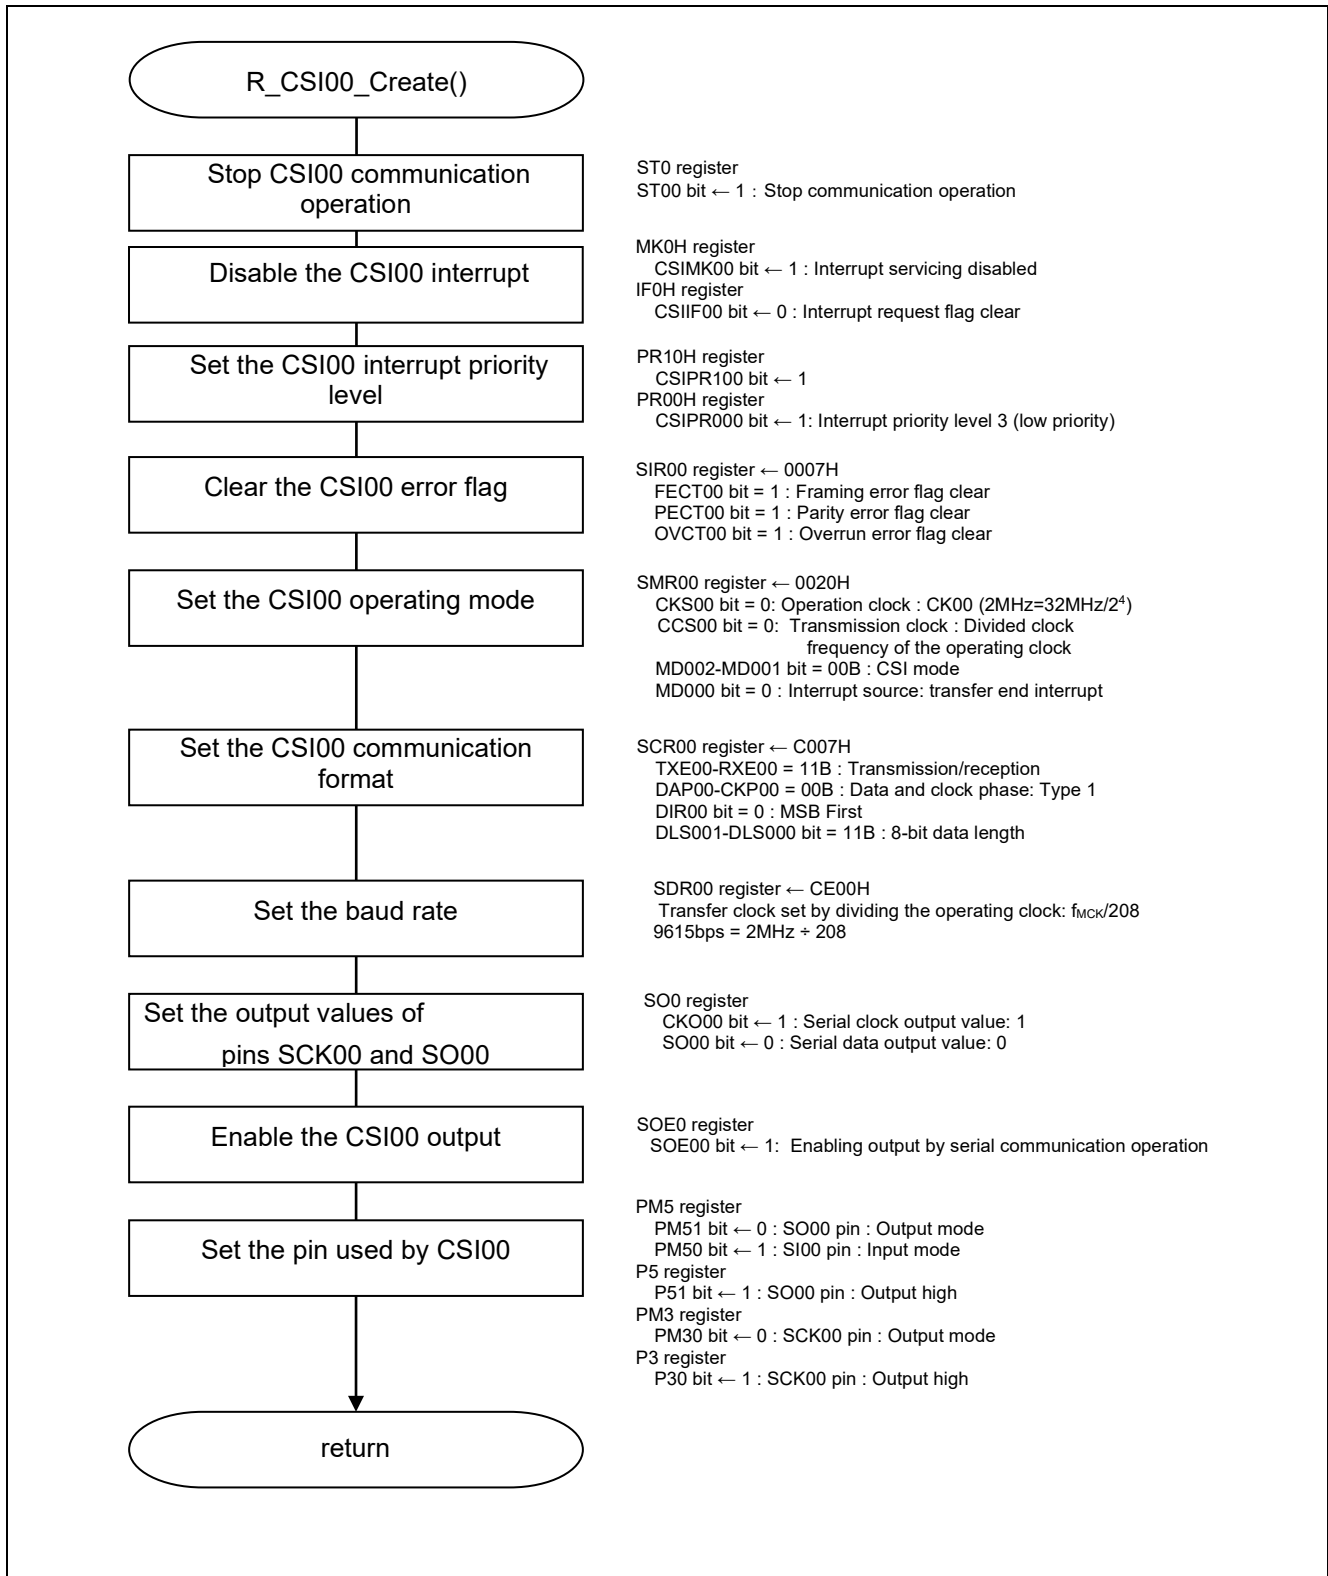 R_CSI00_Create()
Stop CSI00 communication
operation
ST0 register
ST00 bit ← 1 : Stop communication operation
Disable the CSI00 interrupt
MK0H register
CSIMK00 bit ← 1 : Interrupt servicing disabled
IF0H register
CSIIF00 bit ← 0 : Interrupt request flag clear
Set the CSI00 interrupt priority
level
PR10H register
CSIPR100 bit ← 1
PR00H register
CSIPR000 bit ← 1: Interrupt priority level 3 (low priority)
Clear the CSI00 error flag
SIR00 register ← 0007H
FECT00 bit = 1 : Framing error flag clear
PECT00 bit = 1 : Parity error flag clear
OVCT00 bit = 1 : Overrun error flag clear
Set the CSI00 operating mode
SMR00 register ← 0020H
CKS00 bit = 0: Operation clock : CK00 (2MHz=32MHz/2⁴)
CCS00 bit = 0: Transmission clock : Divided clock
frequency of the operating clock
MD002-MD001 bit = 00B : CSI mode
MD000 bit = 0 : Interrupt source: transfer end interrupt
Set the CSI00 communication
format
SCR00 register ← C007H
TXE00-RXE00 = 11B : Transmission/reception
DAP00-CKP00 = 00B : Data and clock phase: Type 1
DIR00 bit = 0 : MSB First
DLS001-DLS000 bit = 11B : 8-bit data length
Set the baud rate
SDR00 register ← CE00H
Transfer clock set by dividing the operating clock: fMCK/208
9615bps = 2MHz ÷ 208
Set the output values of
pins SCK00 and SO00
SO0 register
CKO00 bit ← 1 : Serial clock output value: 1
SO00 bit ← 0 : Serial data output value: 0
Enable the CSI00 output
SOE0 register
SOE00 bit ← 1: Enabling output by serial communication operation
Set the pin used by CSI00
PM5 register
PM51 bit ← 0 : SO00 pin : Output mode
PM50 bit ← 1 : SI00 pin : Input mode
P5 register
P51 bit ← 1 : SO00 pin : Output high
PM3 register
PM30 bit ← 0 : SCK00 pin : Output mode
P3 register
P30 bit ← 1 : SCK00 pin : Output high
return